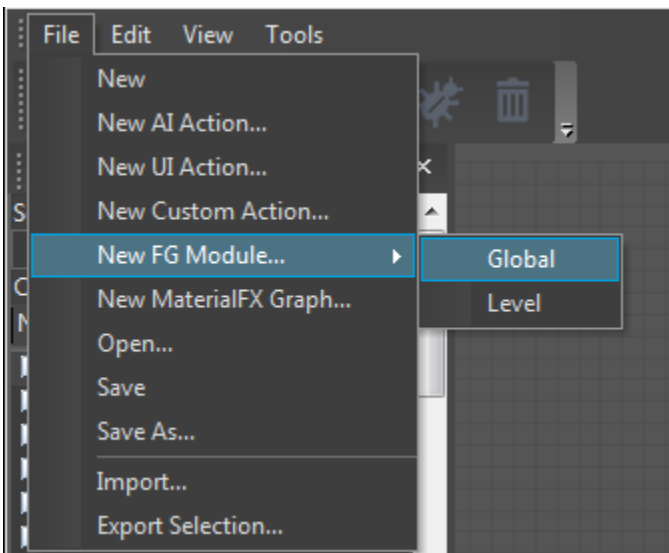 File Edit View Tools
New
New AI Action...
New UI Action...
New Custom Action...
New FG Module...
Global
Level
New MaterialFX Graph...
Open...
Save
Save As...
Import...
Export Selection...